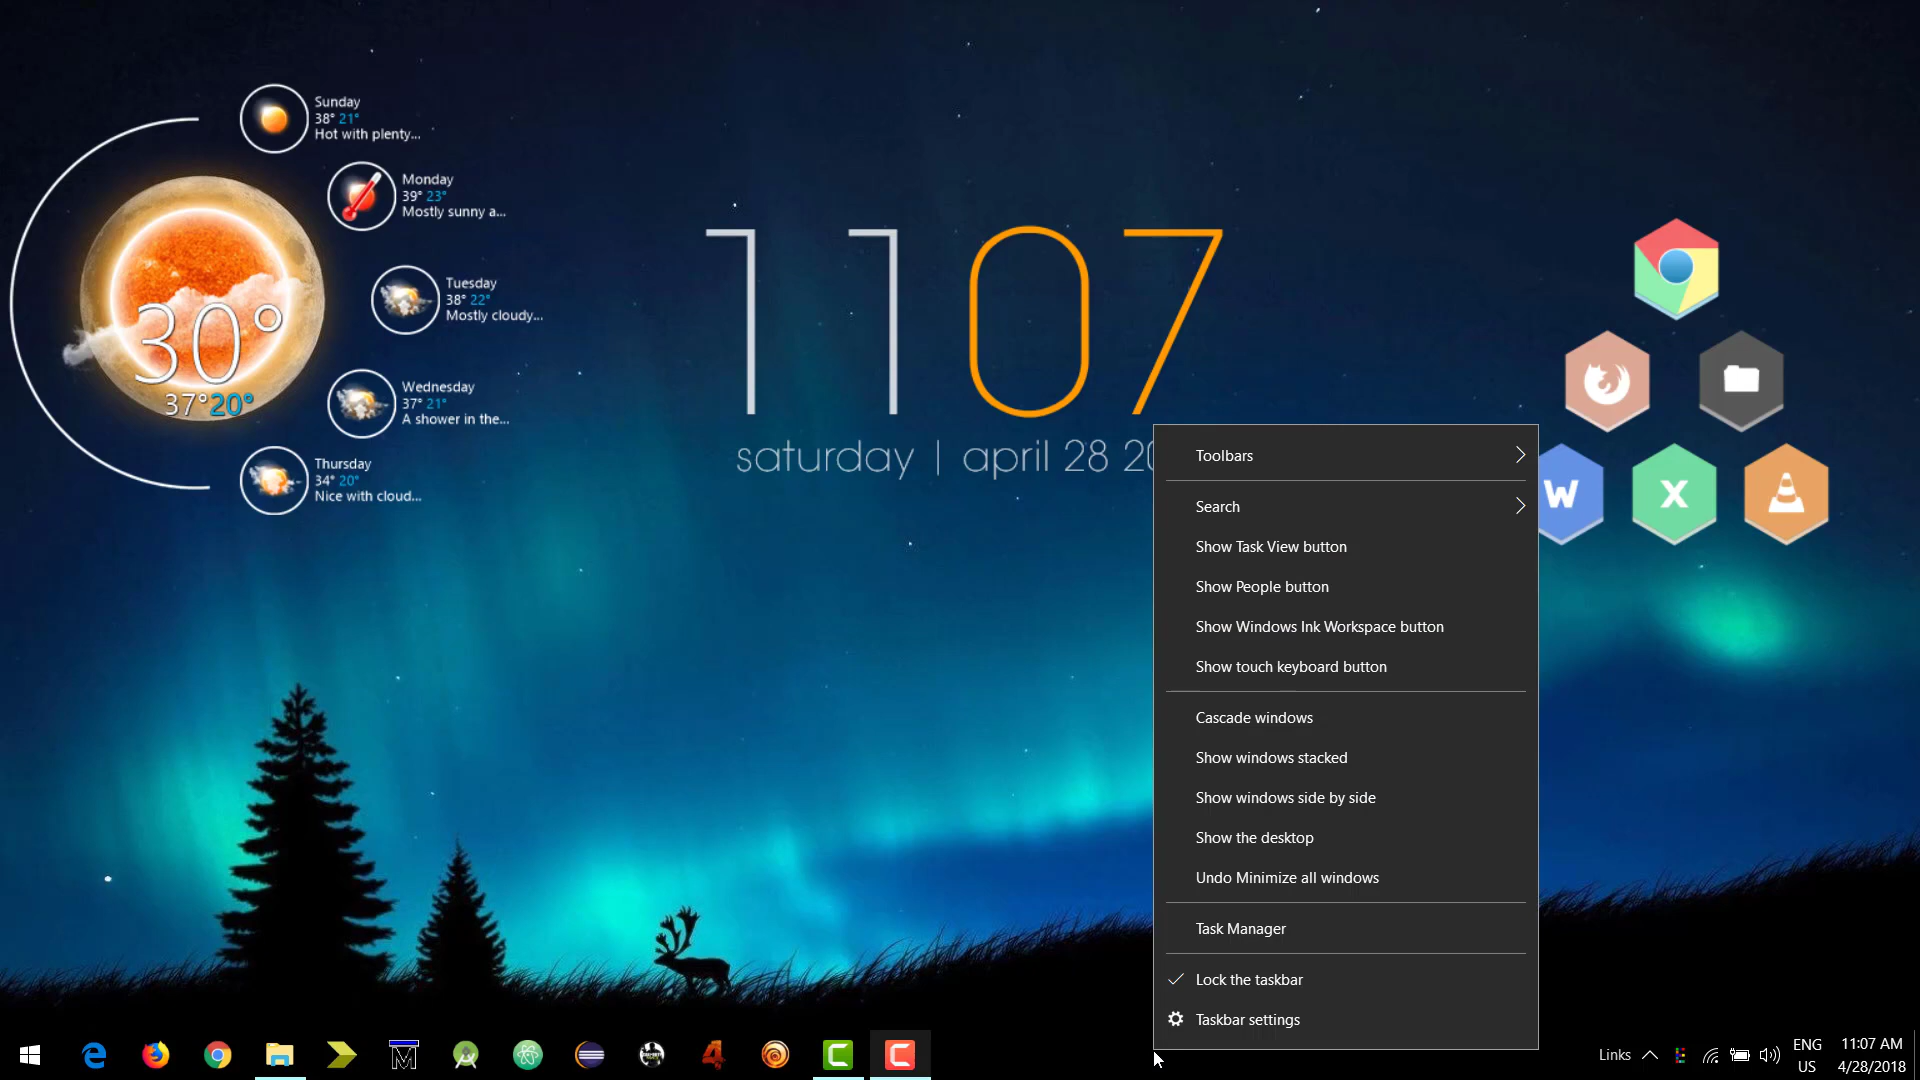 Sunday
38° 21°
Hot with plenty...
Monday
39° 23°
Mostly sunny a...
Tuesday
38° 22°
Mostly cloudy...
30°
37° 20°
Wednesday
37° 21°
A shower in the...
Thursday
34° 20°
Nice with cloud...
1107
saturday | april 28 20
W
X
Toolbars
Search
Show Task View button
Show People button
Show Windows Ink Workspace button
Show touch keyboard button
Cascade windows
Show windows stacked
Show windows side by side
Show the desktop
Undo Minimize all windows
Task Manager
Lock the taskbar
Taskbar settings
Links
ENG
US
11:07 AM
4/28/2018